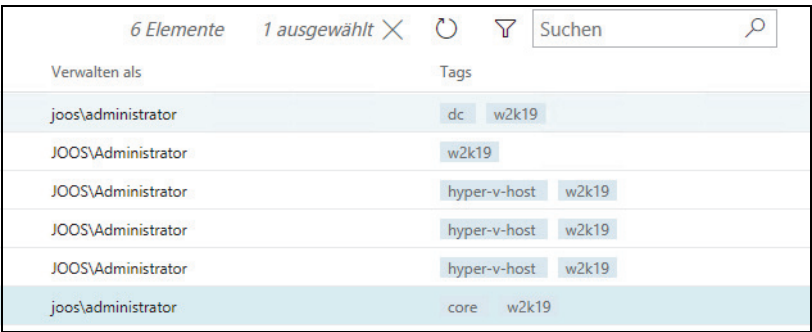 6 Elemente 1 ausgewählt Suchen
Verwalten als Tags
joos\administrator dc w2k19
JOOS\Administrator w2k19
JOOS\Administrator hyper-v-host w2k19
JOOS\Administrator hyper-v-host w2k19
JOOS\Administrator hyper-v-host w2k19
joos\administrator core w2k19